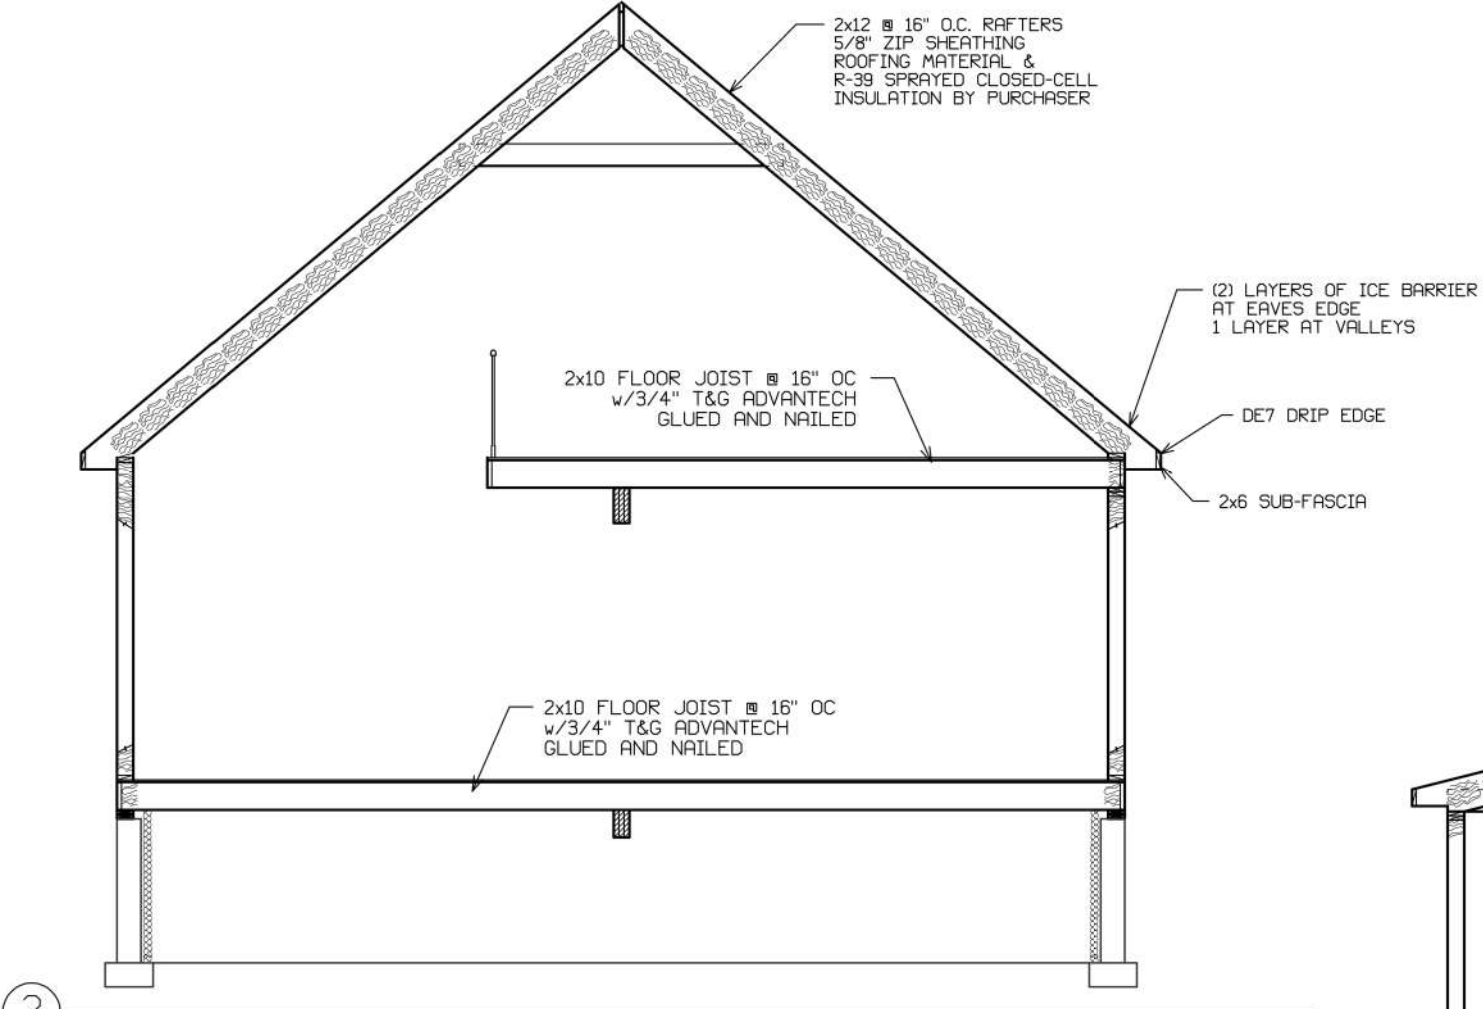 2x12 @ 16" O.C. RAFTERS
5/8" ZIP SHEATHING
ROOFING MATERIAL &
R-39 SPRAYED CLOSED-CELL
INSULATION BY PURCHASER
(2) LAYERS OF ICE BARRIER
AT EAVES EDGE
1 LAYER AT VALLEYS
2x10 FLOOR JOIST @ 16" OC
w/3/4" T&G ADVANTECH
GLUED AND NAILED
DE7 DRIP EDGE
2x6 SUB-FASCIA
2x10 FLOOR JOIST @ 16" OC
w/3/4" T&G ADVANTECH
GLUED AND NAILED